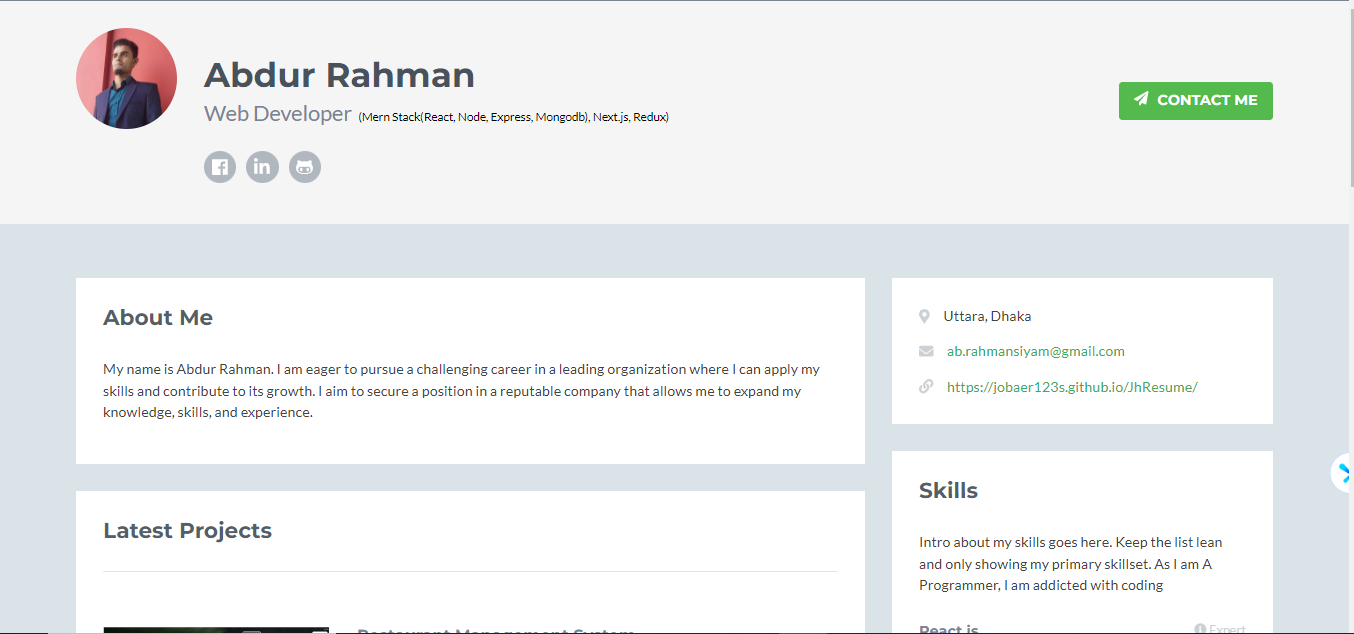 Abdur Rahman
Web Developer (Mern Stack(React, Node, Express, Mongodb), Next.js, Redux)
CONTACT ME
About Me
My name is Abdur Rahman. I am eager to pursue a challenging career in a leading organization where I can apply my
skills and contribute to its growth. I aim to secure a position in a reputable company that allows me to expand my
knowledge, skills, and experience.
Latest Projects
Restaurant Management System
Uttara, Dhaka
ab.rahmansiyam@gmail.com
https://jobaer123s.github.io/JhResume/
Skills
Intro about my skills goes here. Keep the list lean
and only showing my primary skillset. As I am A
Programmer, I am addicted with coding
React js
Expert